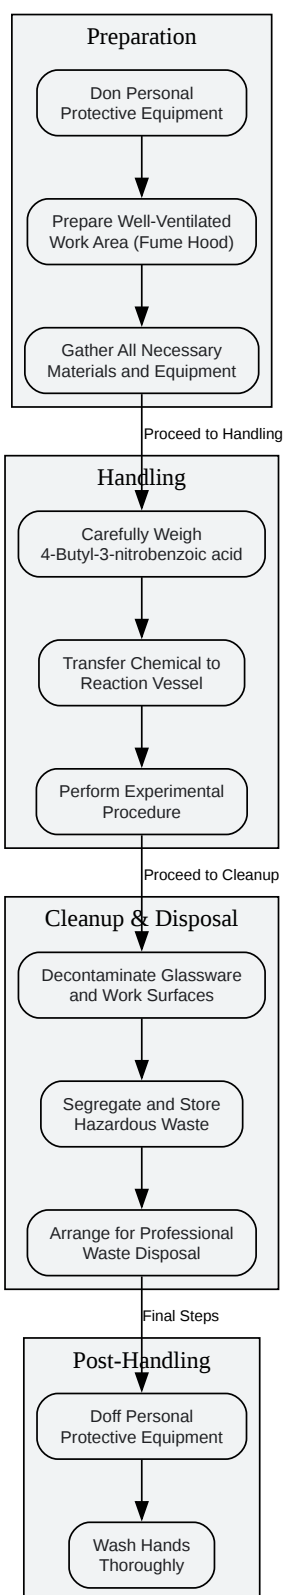 Preparation
Don Personal
Protective Equipment
Prepare Well-Ventilated
Work Area (Fume Hood)
Gather All Necessary
Materials and Equipment
Proceed to Handling
Handling
Carefully Weigh
4-Butyl-3-nitrobenzoic acid
Transfer Chemical to
Reaction Vessel
Perform Experimental
Procedure
Proceed to Cleanup
Cleanup & Disposal
Decontaminate Glassware
and Work Surfaces
Segregate and Store
Hazardous Waste
Arrange for Professional
Waste Disposal
Final Steps
Post-Handling
Doff Personal
Protective Equipment
Wash Hands
Thoroughly